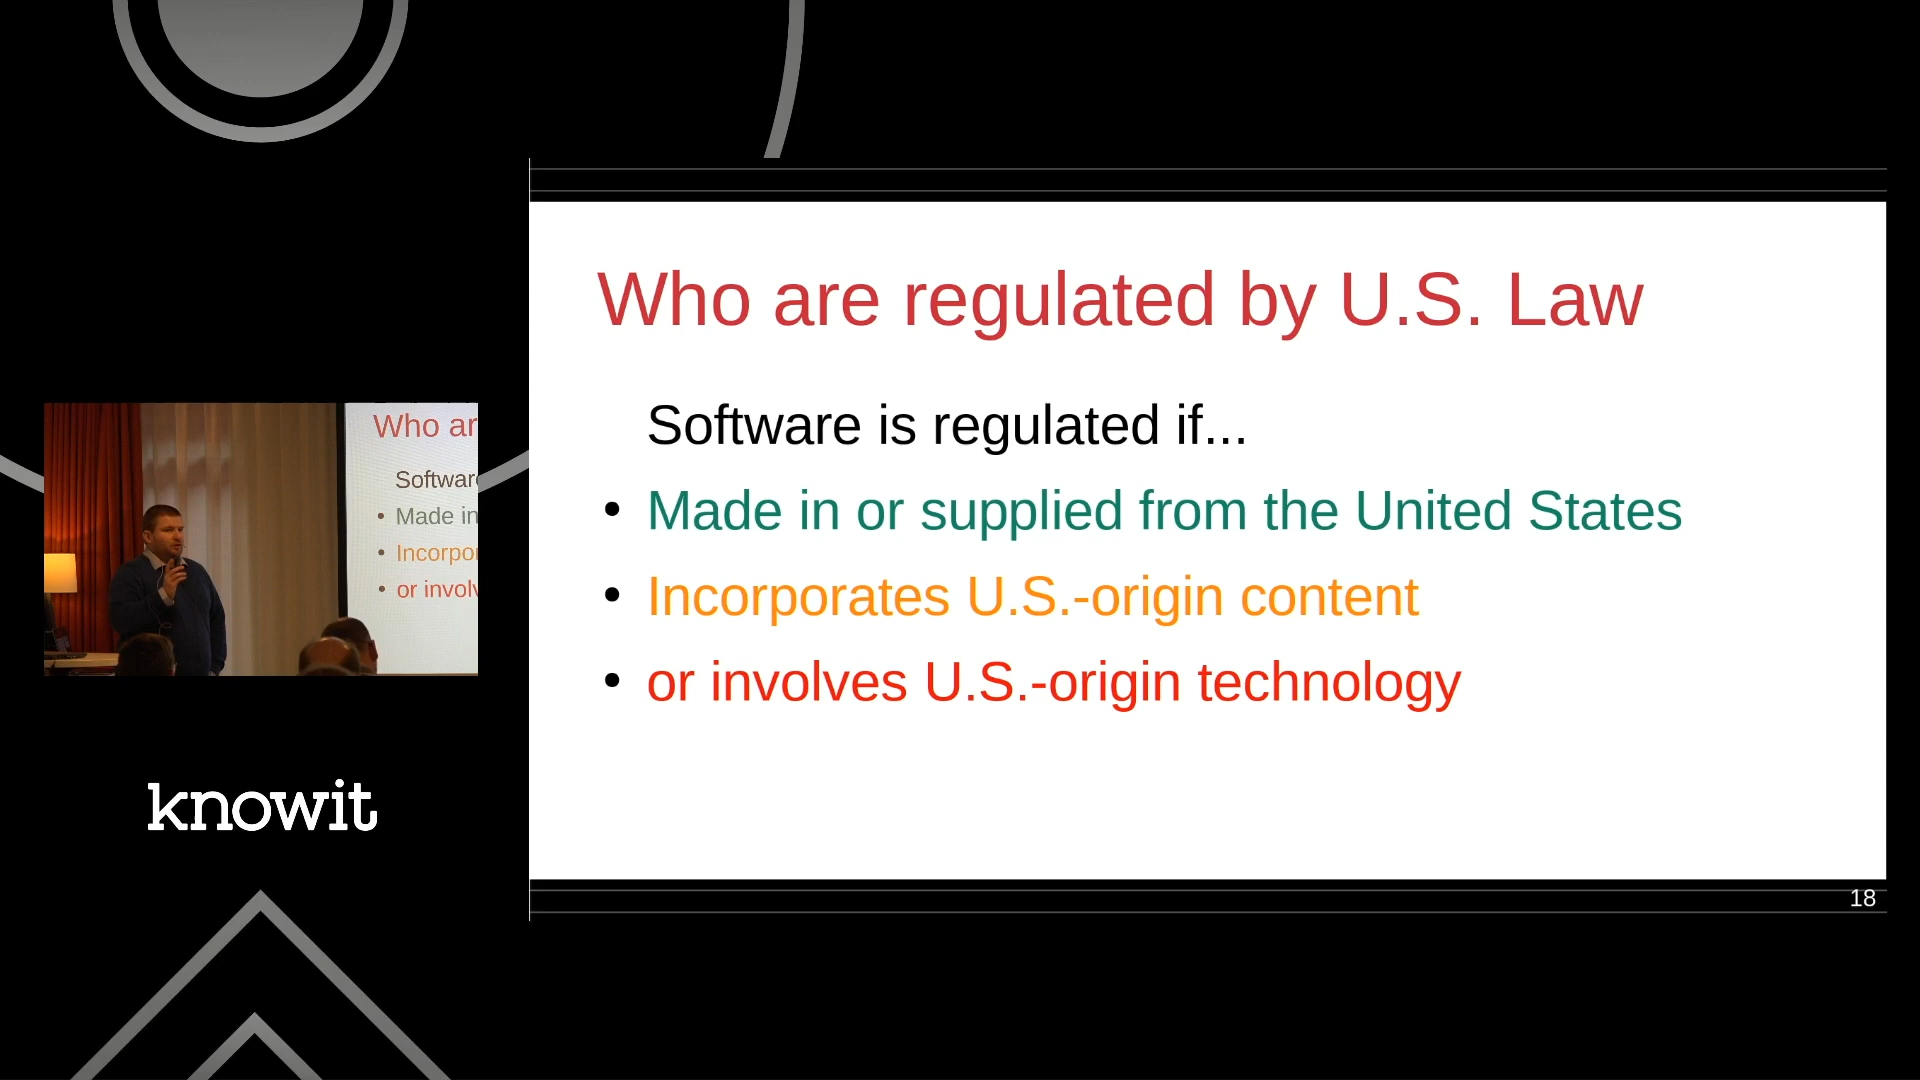 Who are regulated by U.S. Law
Software is regulated if...
• Made in or supplied from the United States
• Incorporates U.S.-origin content
• or involves U.S.-origin technology
18
Who ar
Softwar
• Made in
• Incorpor
• or involv
knowit